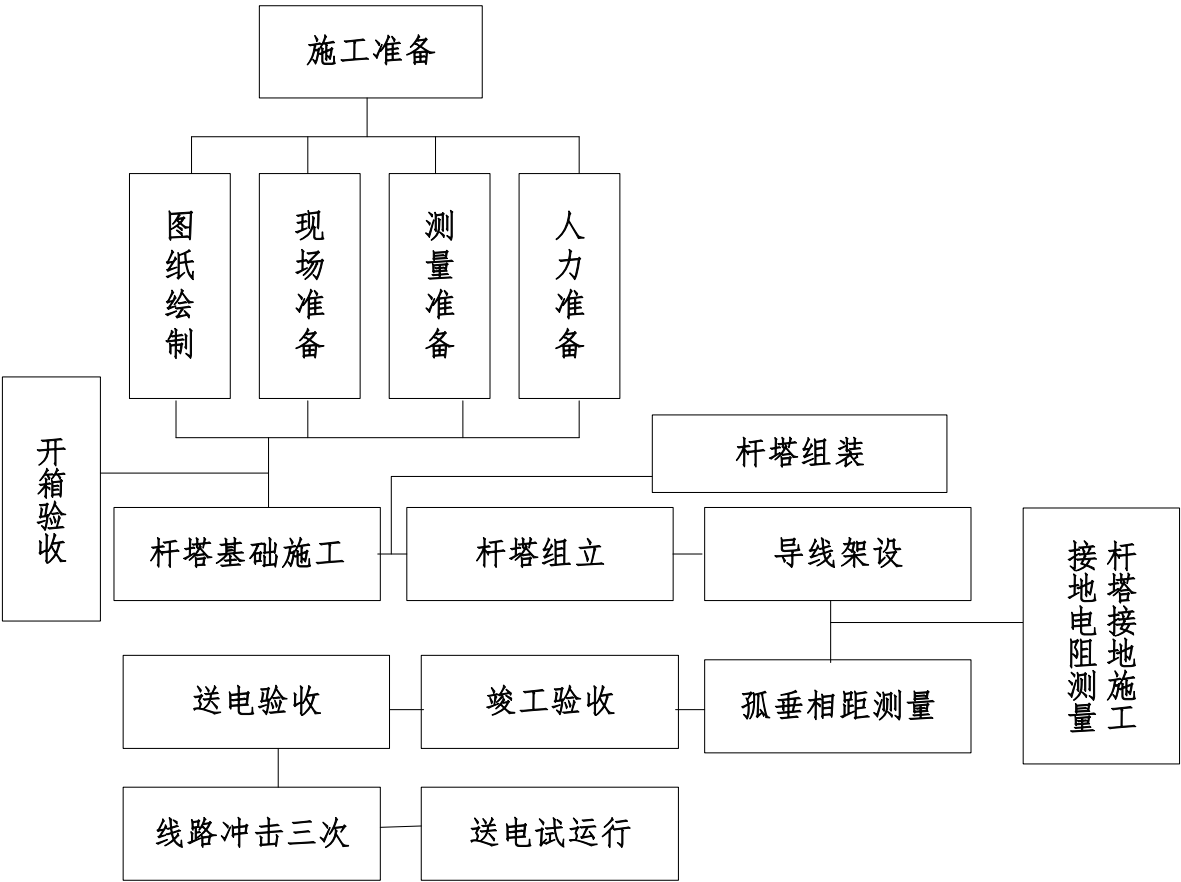 施工准备
图纸绘制
现场准备
测量准备
人力准备
开箱验收
杆塔组装
杆塔基础施工
杆塔组立
导线架设
杆塔接地施工
接地电阻测量
送电验收
竣工验收
孤垂相距测量
线路冲击三次
送电试运行